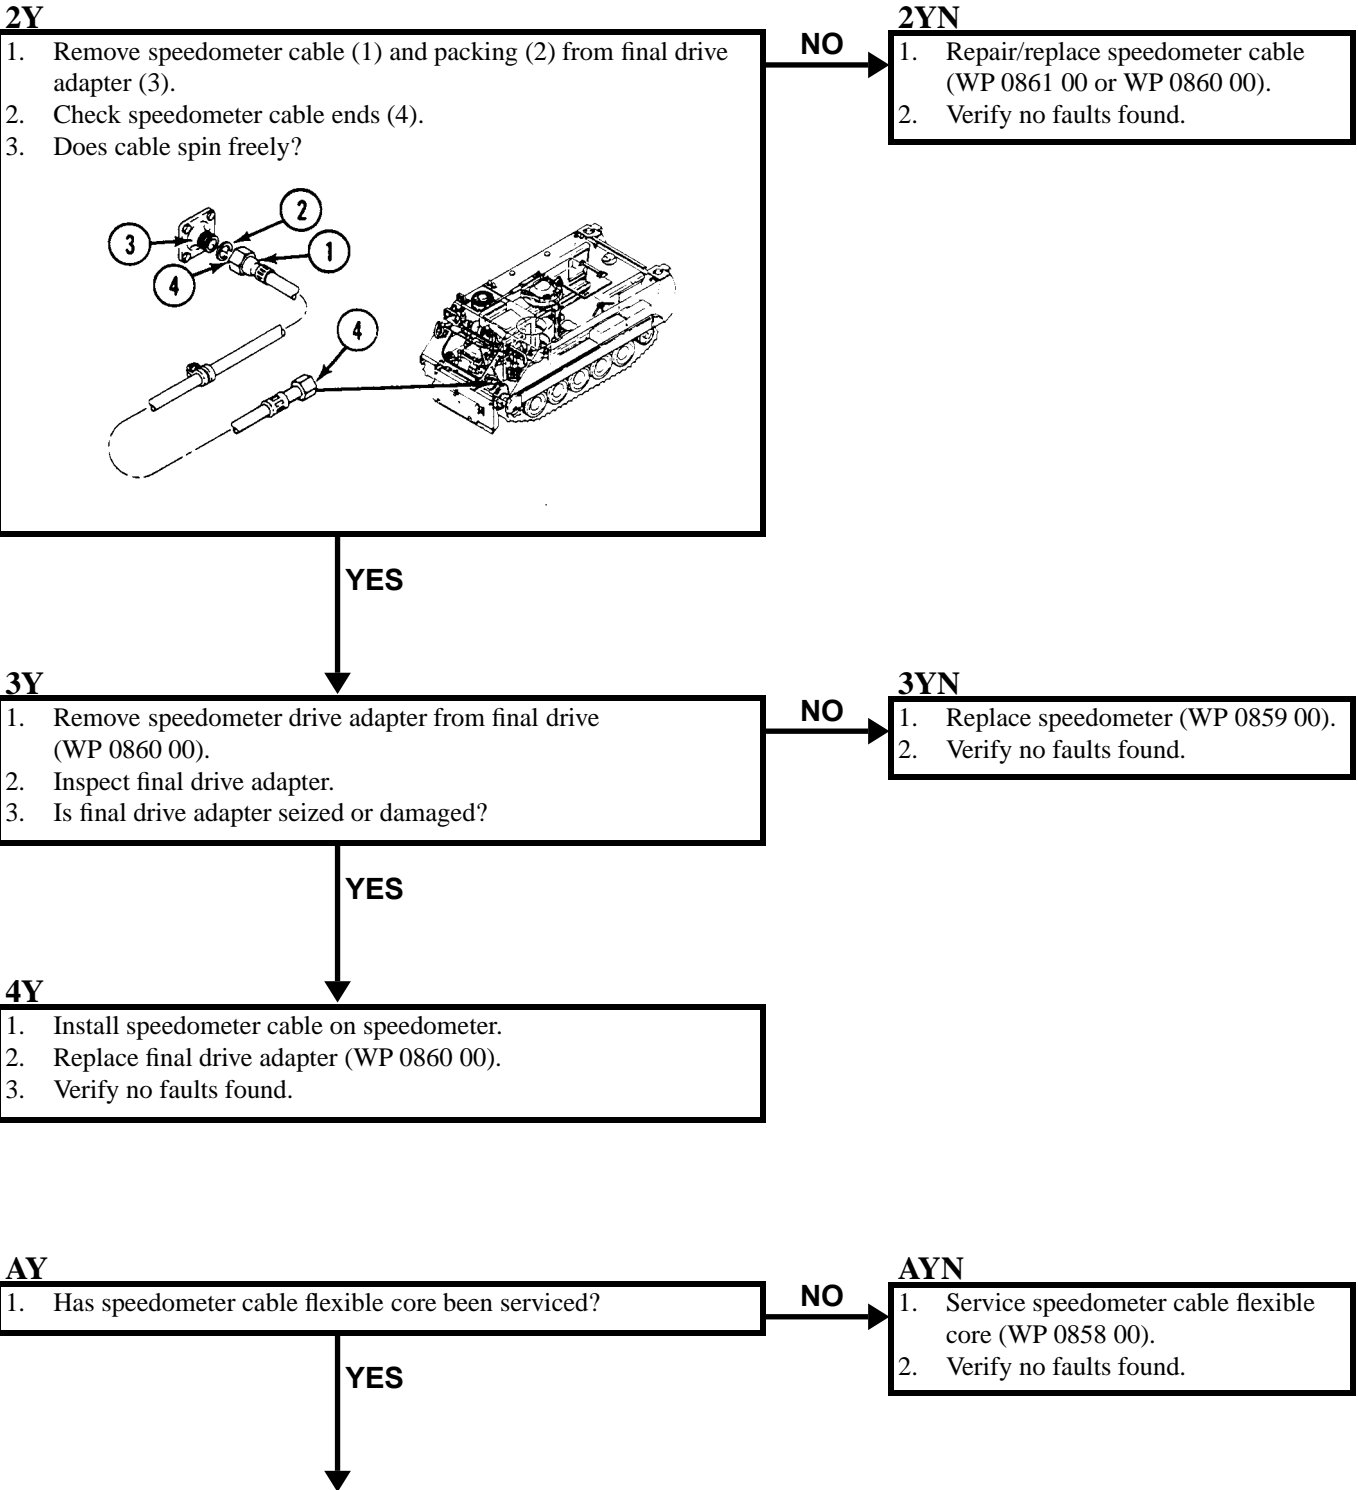 2Y
1. Remove speedometer cable (1) and packing (2) from final drive
adapter (3).
2. Check speedometer cable ends (4).
3. Does cable spin freely?
NO
2YN
1. Repair/replace speedometer cable
(WP 0861 00 or WP 0860 00).
2. Verify no faults found.
2
3
1
4
4
YES
3Y
1. Remove speedometer drive adapter from final drive
(WP 0860 00).
2. Inspect final drive adapter.
3. Is final drive adapter seized or damaged?
NO
3YN
1. Replace speedometer (WP 0859 00).
2. Verify no faults found.
YES
4Y
1. Install speedometer cable on speedometer.
2. Replace final drive adapter (WP 0860 00).
3. Verify no faults found.
AY
1. Has speedometer cable flexible core been serviced?
NO
AYN
1. Service speedometer cable flexible
core (WP 0858 00).
2. Verify no faults found.
YES